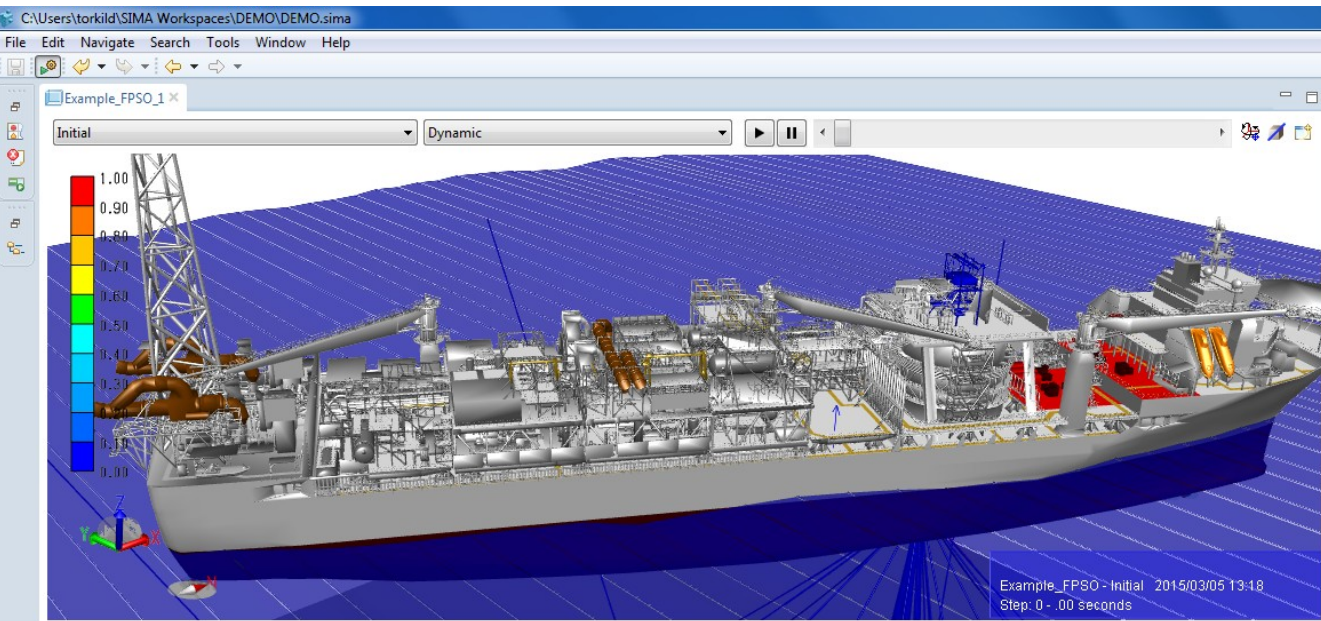 C:\Users\torkild\SIMA Workspaces\DEMO\DEMO.sima
File Edit Navigate Search Tools Window Help
Example_FPSO_1
Initial
Dynamic
1.00
0.90
0.80
0.70
0.60
0.50
0.40
0.30
0.10
0.00
Z
Y
X
N
Example_FPSO - Initial 2015/03/05 13:18
Step: 0 - .00 seconds